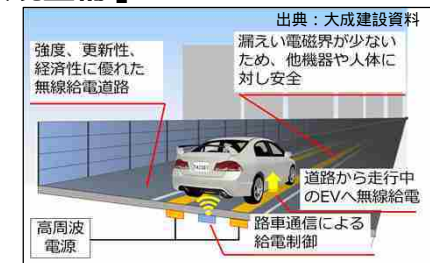 出典：大成建設資料
強度、更新性、
経済性に優れた
無線給電道路
漏えい電磁界が少ない
ため、他機器や人体に
対し安全
道路から走行中
のEVへ無線給電
高周波
電源
路車通信による
給電制御